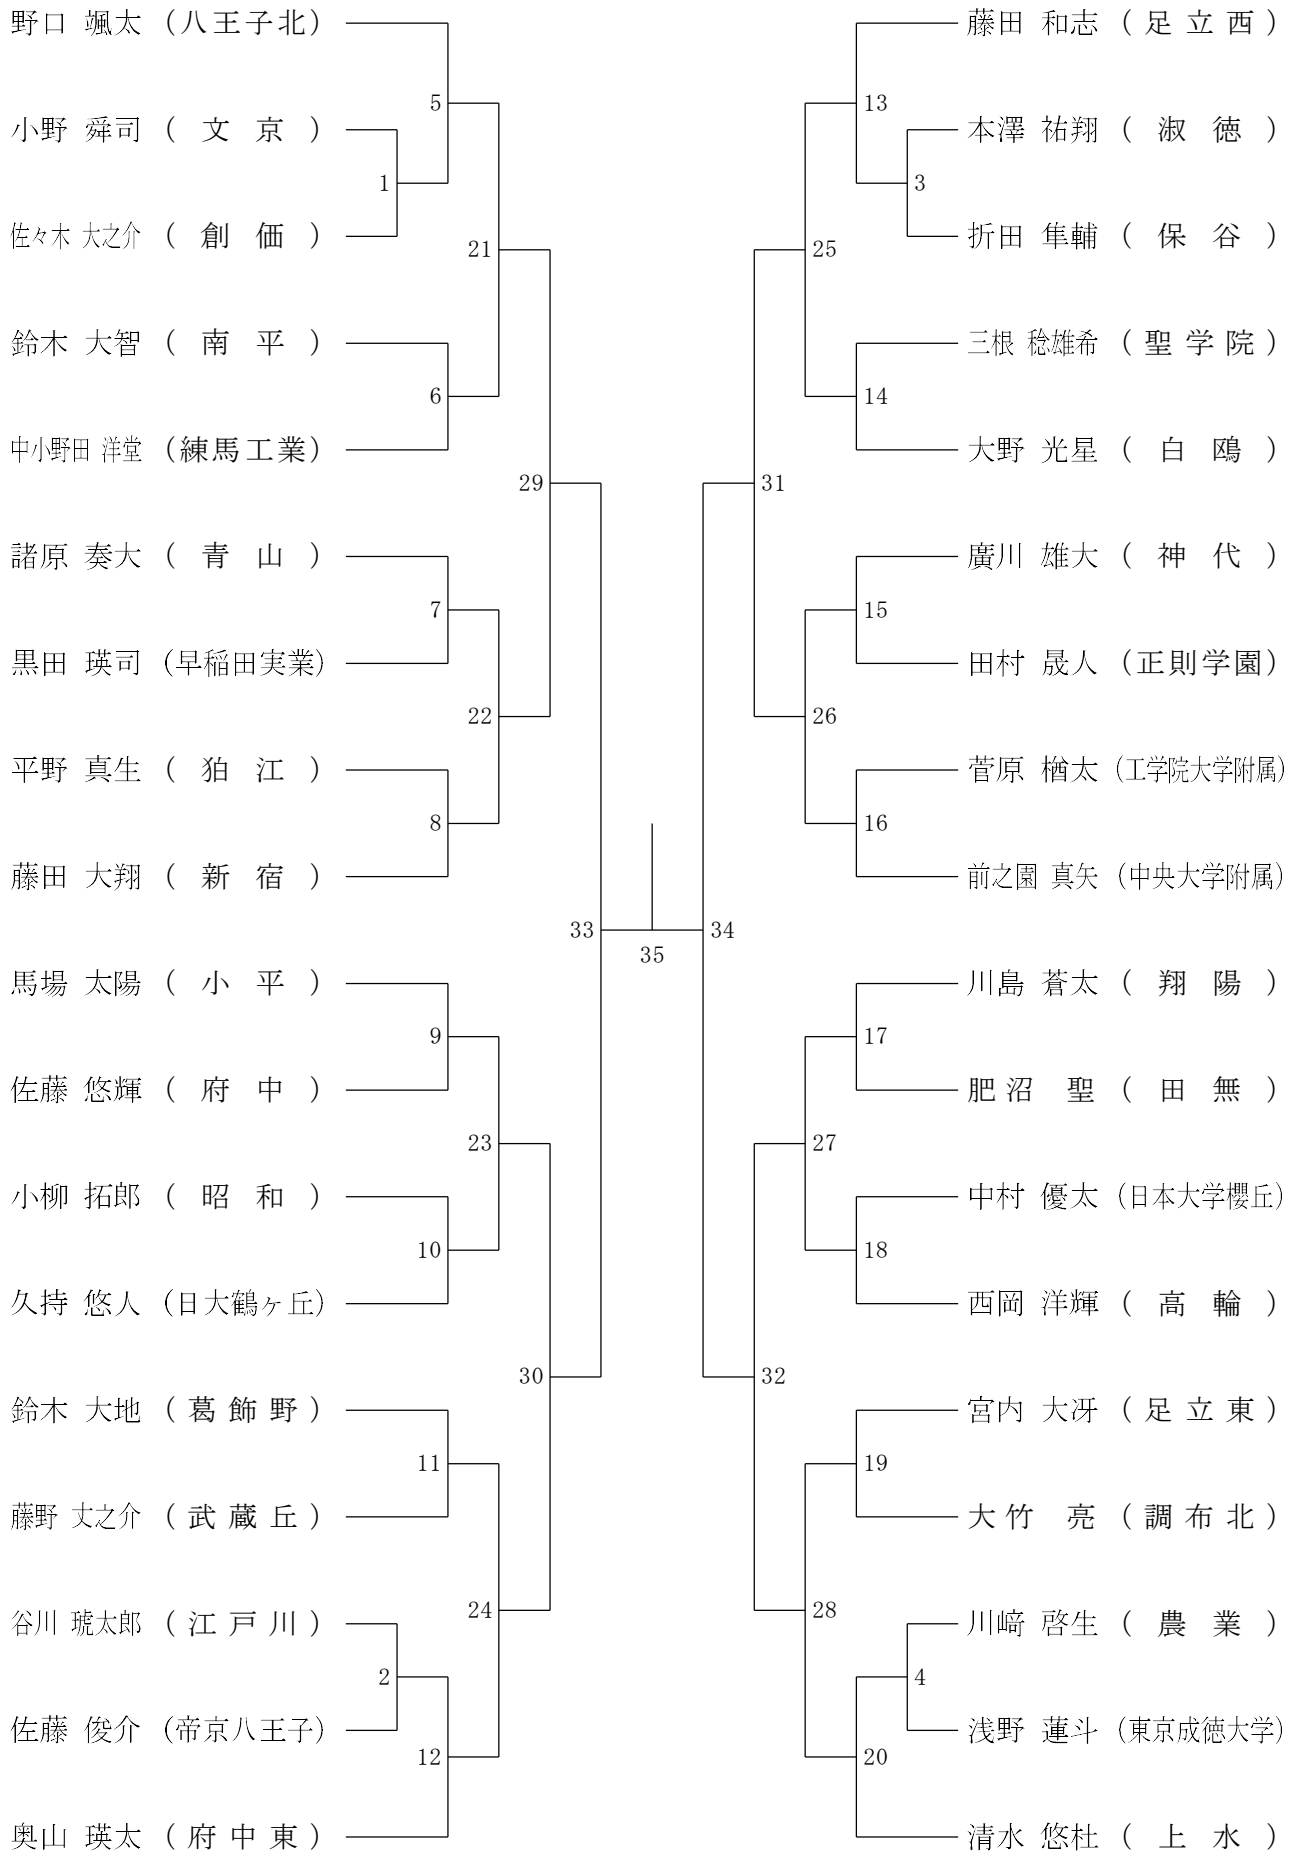 野口 颯太 (八王子北)
5
小野 舜司 (文京)
1
佐々木 大之介 (創価)
21
鈴木 大智 (南平)
6
中小野田 洋堂 (練馬工業)
29
諸原 奏大 (青山)
7
黒田 瑛司 (早稲田実業)
22
平野 真生 (狛江)
8
藤田 大翔 (新宿)
33
馬場 太陽 (小平)
9
佐藤 悠輝 (府中)
23
小柳 拓郎 (昭和)
10
久持 悠人 (日大鶴ヶ丘)
30
鈴木 大地 (葛飾野)
11
藤野 丈之介 (武蔵丘)
24
谷川 琥太郎 (江戸川)
2
佐藤 俊介 (帝京八王子)
12
奥山 瑛太 (府中東)
35
藤田 和志 (足立西)
13
本澤 祐翔 (淑徳)
3
折田 隼輔 (保谷)
25
三根 稔雄希 (聖学院)
14
大野 光星 (白鴎)
31
廣川 雄大 (神代)
15
田村 晟人 (正則学園)
26
菅原 楢太 (工学院大学附属)
16
前之園 真矢 (中央大学附属)
34
川島 蒼太 (翔陽)
17
肥沼 聖 (田無)
27
中村 優太 (日本大学櫻丘)
18
西岡 洋輝 (高輪)
32
宮内 大冴 (足立東)
19
大竹 亮 (調布北)
28
川﨑 啓生 (農業)
4
浅野 蓮斗 (東京成徳大学)
20
清水 悠杜 (上水)